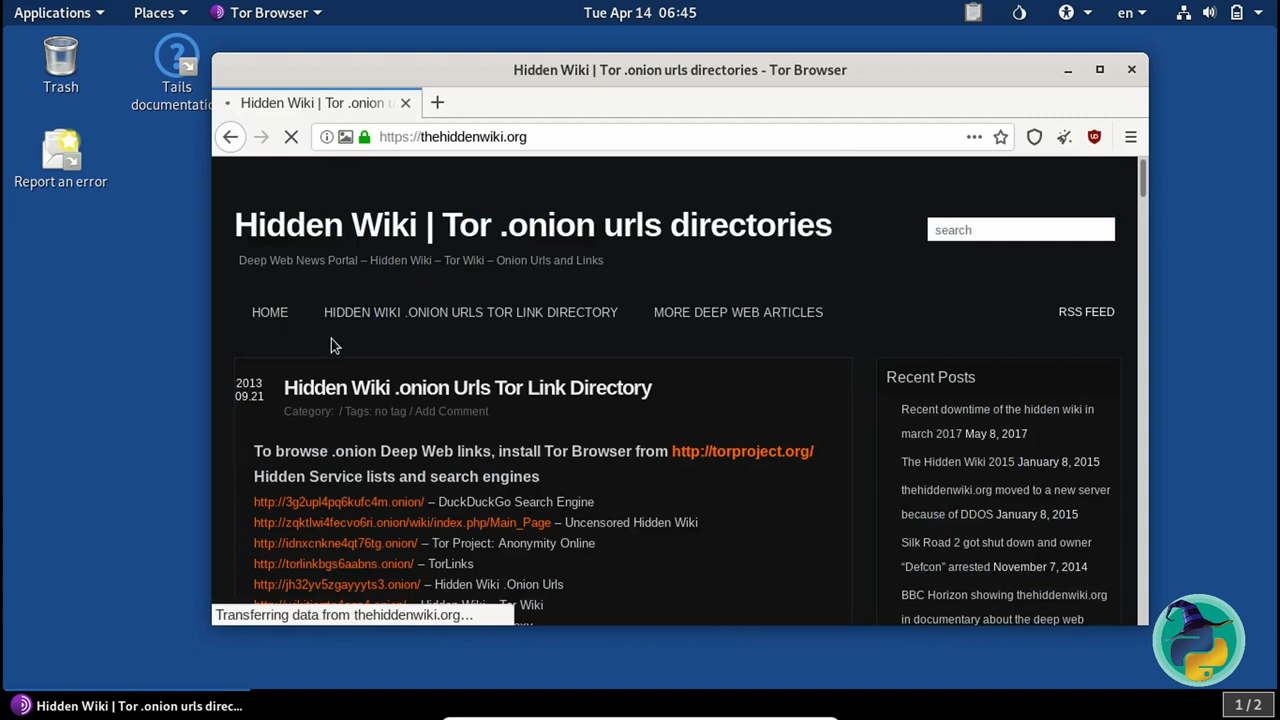 Applications
Places
Tor Browser
Tue Apr 14 06:45
en
Trash
Tails
Report an error
Hidden Wiki | Tor .onion urls directories - Tor Browser
Hidden Wiki | Tor .onion u
https://thehiddenwiki.org
Hidden Wiki | Tor .onion urls directories
search
Deep Web News Portal – Hidden Wiki – Tor Wiki – Onion Urls and Links
HOME
HIDDEN WIKI .ONION URLS TOR LINK DIRECTORY
MORE DEEP WEB ARTICLES
RSS FEED
2013
09.21
Hidden Wiki .onion Urls Tor Link Directory
Category: / Tags: no tag / Add Comment
To browse .onion Deep Web links, install Tor Browser from http://torproject.org/
Hidden Service lists and search engines
http://3g2upl4pq6kufc4m.onion/ – DuckDuckGo Search Engine
http://zqktlwi4fecvo6ri.onion/wiki/index.php/Main_Page – Uncensored Hidden Wiki
http://idnxcnkne4qt76tg.onion/ – Tor Project: Anonymity Online
http://torlinkbgs6aabns.onion/ – TorLinks
http://jh32yv5zgayyyts3.onion/ – Hidden Wiki .Onion Urls
Wiki
Transferring data from thehiddenwiki.org…
Recent Posts
Recent downtime of the hidden wiki in
march 2017 May 8, 2017
The Hidden Wiki 2015 January 8, 2015
thehiddenwiki.org moved to a new server
because of DDOS January 8, 2015
Silk Road 2 got shut down and owner
“Defcon” arrested November 7, 2014
BBC Horizon showing thehiddenwiki.org
in documentary about the deep web
Hidden Wiki | Tor .onion urls direc...
1 / 2